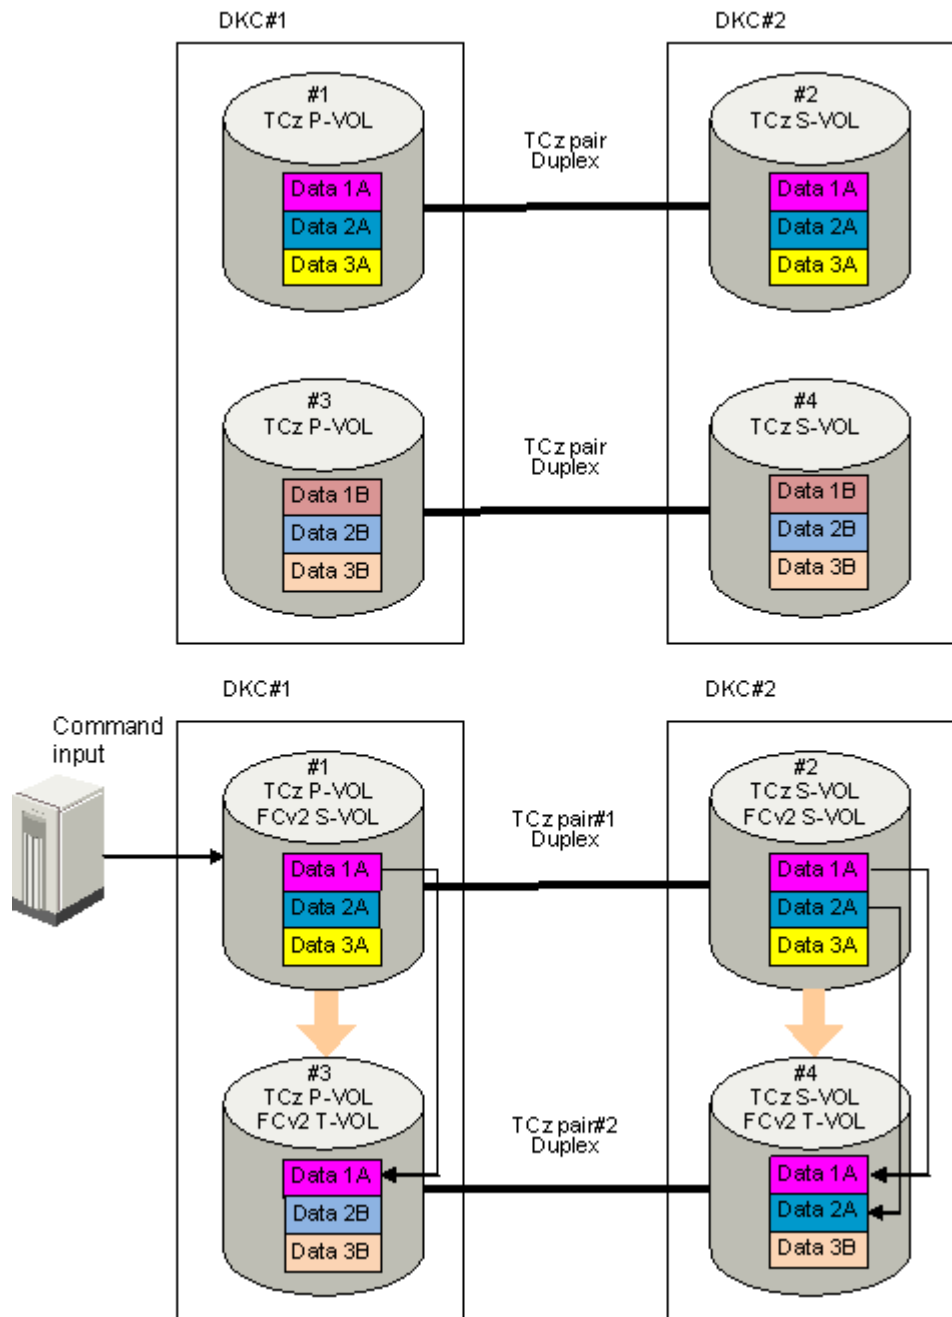 DKC#1
DKC#2
#1
TCz P-VOL
Data 1A
Data 2A
Data 3A
TCz pair
Duplex
#2
TCz S-VOL
Data 1A
Data 2A
Data 3A
#3
TCz P-VOL
Data 1B
Data 2B
Data 3B
TCz pair
Duplex
#4
TCz S-VOL
Data 1B
Data 2B
Data 3B
DKC#1
DKC#2
Command
input
#1
TCz P-VOL
FCv2 S-VOL
Data 1A
Data 2A
Data 3A
TCz pair#1
Duplex
#2
TCz S-VOL
FCv2 S-VOL
Data 1A
Data 2A
Data 3A
#3
TCz P-VOL
FCv2 T-VOL
Data 1A
Data 2B
Data 3B
TCz pair#2
Duplex
#4
TCz S-VOL
FCv2 T-VOL
Data 1A
Data 2A
Data 3B